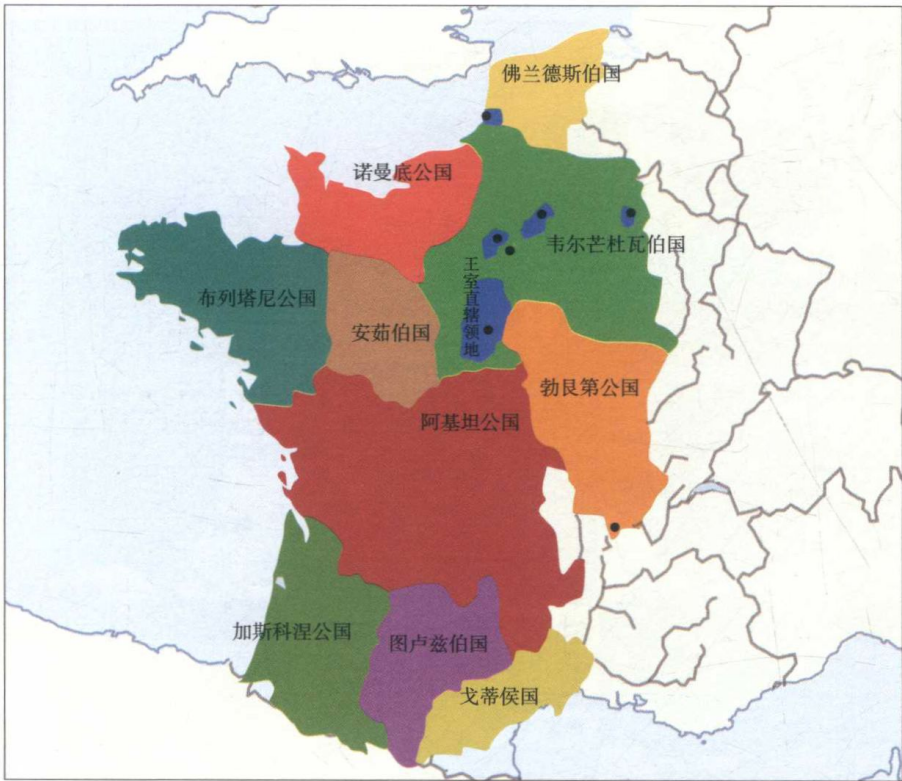 佛兰德斯伯国
诺曼底公国
韦尔芒杜瓦伯国
王室直辖领地
布列塔尼公国
安茹伯国
勃艮第公国
阿基坦公国
加斯科涅公国
图卢兹伯国
戈蒂侯国